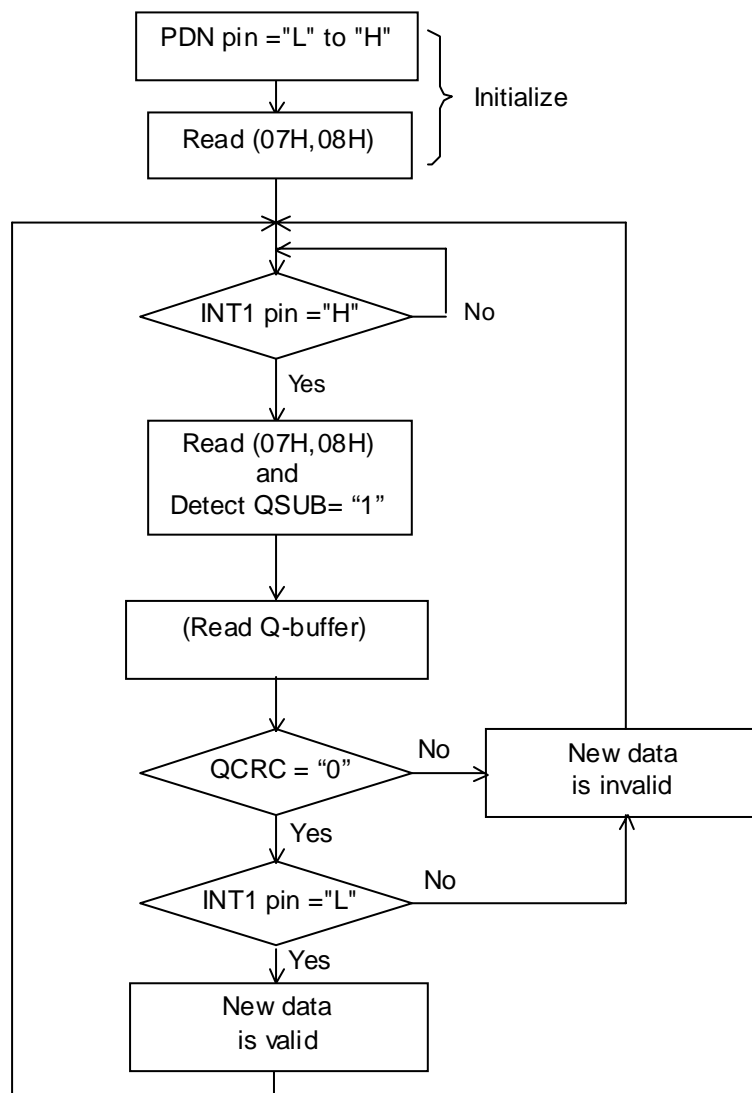 PDN pin ="L" to "H"
Initialize
Read (07H,08H)
INT1 pin ="H"
No
Yes
Read (07H,08H)
and
Detect QSUB= “1”
(Read Q-buffer)
QCRC = “0”
No
New data
is invalid
Yes
INT1 pin ="L"
No
Yes
New data
is valid